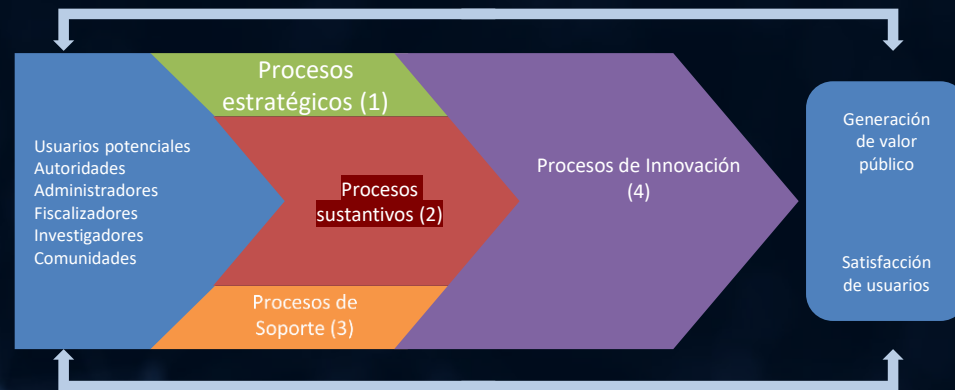 Usuarios potenciales
Autoridades
Administradores
Fiscalizadores
Investigadores
Comunidades
Procesos
estratégicos (1)
Procesos
sustantivos (2)
Procesos de
Soporte (3)
Procesos de Innovación
(4)
Generación
de valor
público
Satisfacción
de usuarios